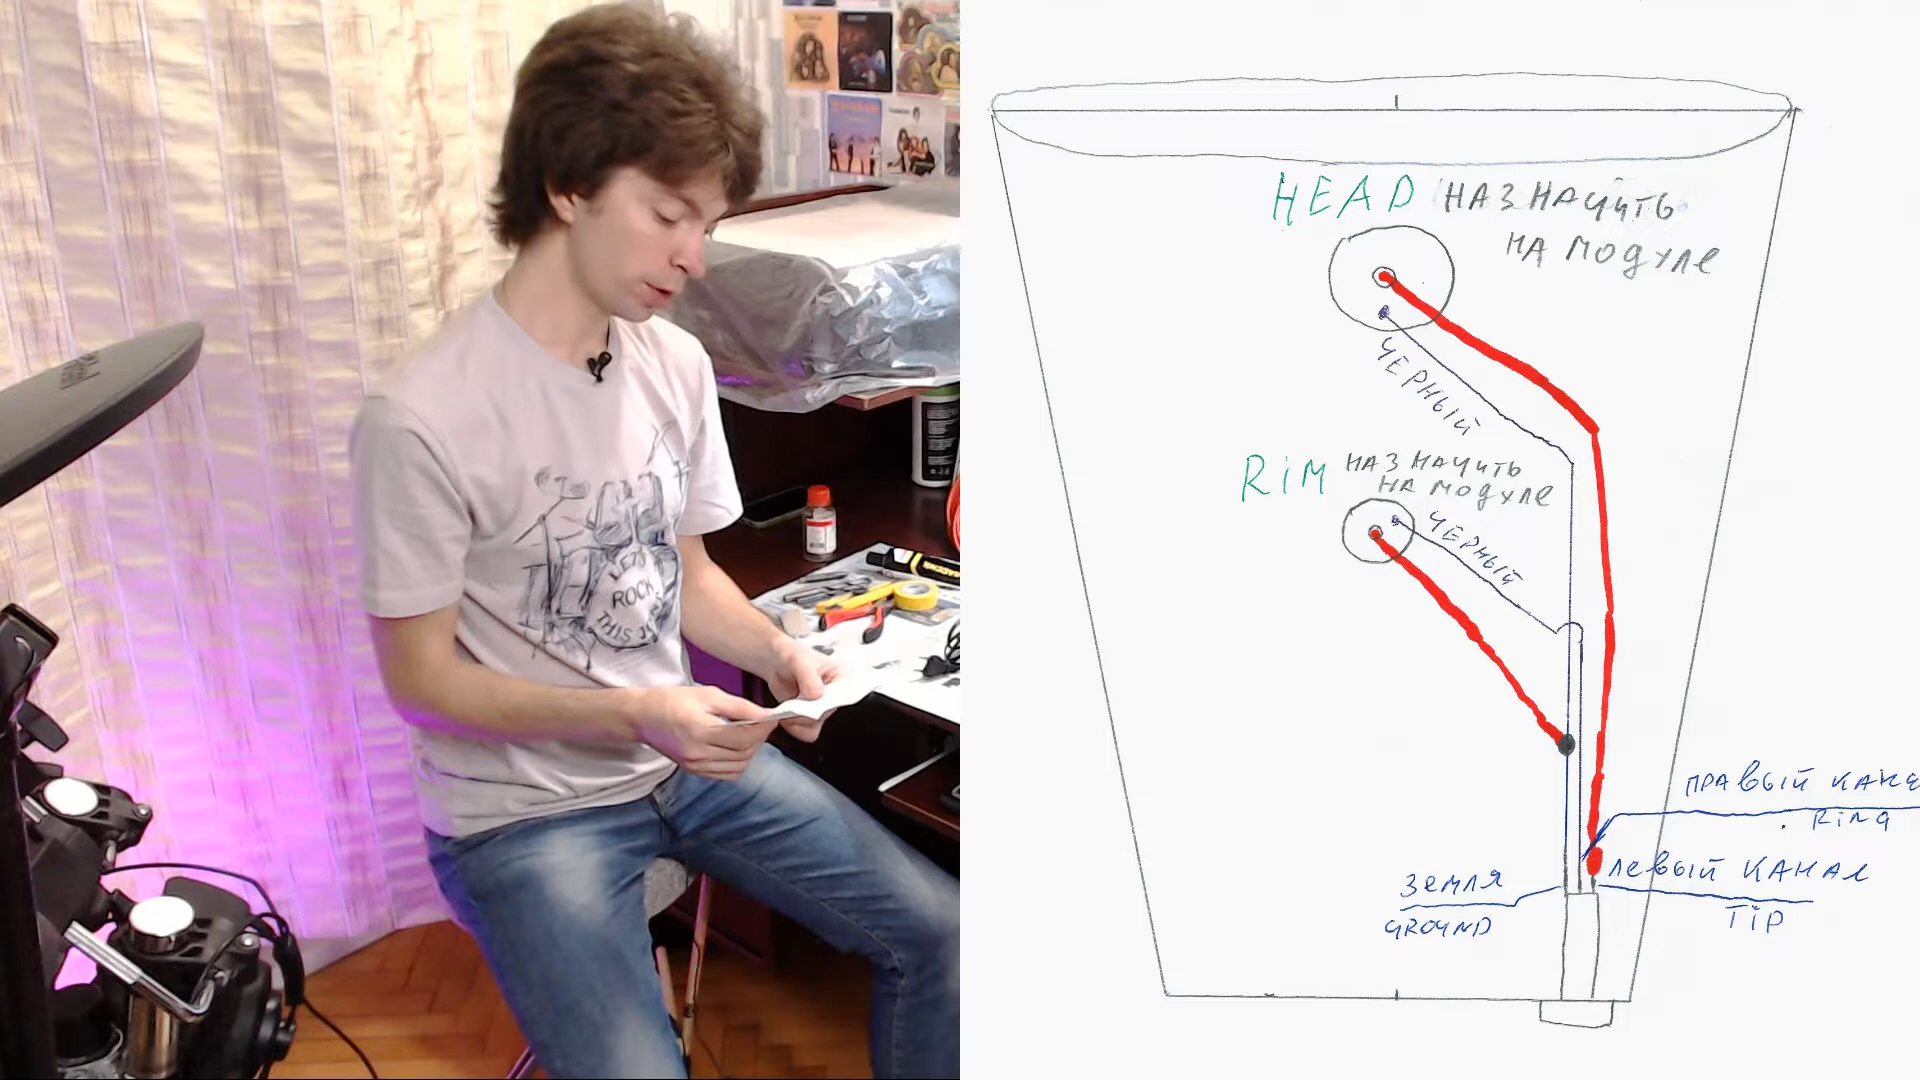 LET'S
ROCK
THIS
HEAD НАЗНАЧИТЬ
НА МОДУЛЕ
ЧЕРНЫЙ
RiM НАЗНАЧИТЬ
НА МОДУЛЕ
ЧЕРНЫЙ
ПРАВЫЙ
RiNG
ЛЕВЫЙ КАНАЛ
TiP
ЗЕМЛЯ
GROUND